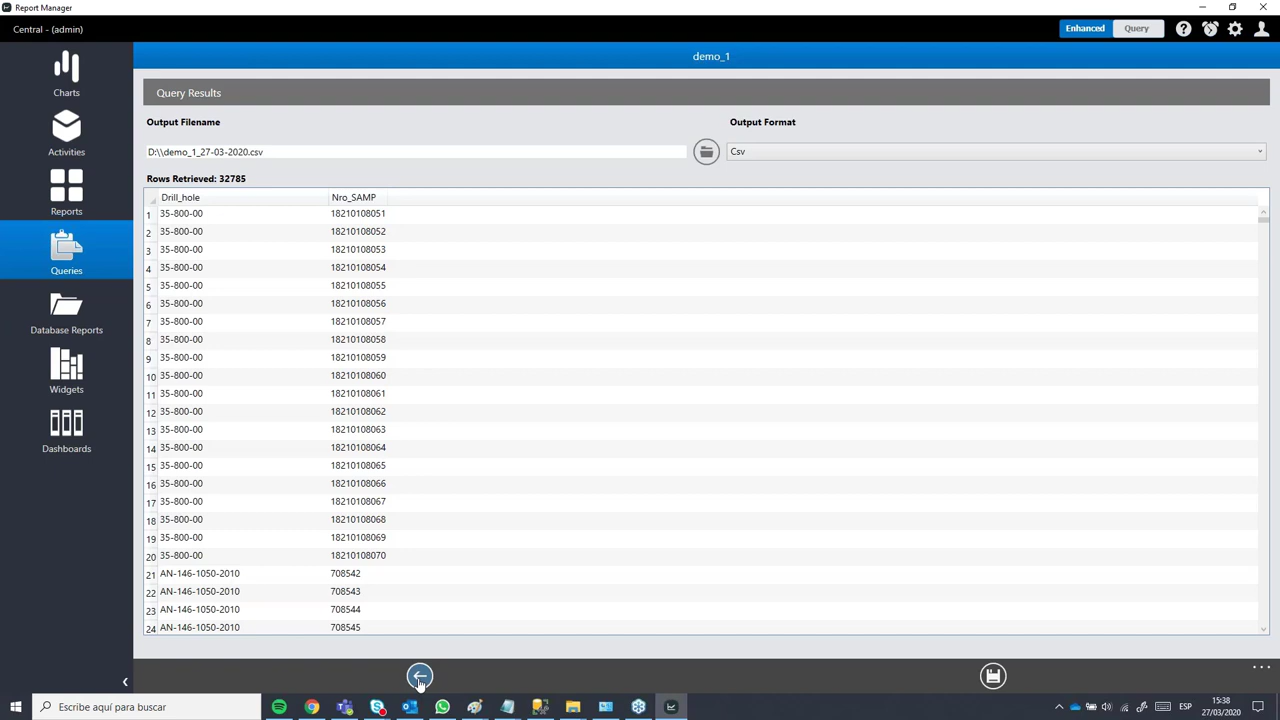 Report Manager
Central - (admin)
Enhanced Query
demo_1
Charts
Activities
Reports
Queries
Database Reports
Widgets
Dashboards
Query Results
Output Filename Output Format
D:\\demo_1_27-03-2020.csv Csv
Rows Retrieved: 32785
Drill_hole Nro_SAMP
1 35-800-00 18210108051
2 35-800-00 18210108052
3 35-800-00 18210108053
4 35-800-00 18210108054
5 35-800-00 18210108055
6 35-800-00 18210108056
7 35-800-00 18210108057
8 35-800-00 18210108058
9 35-800-00 18210108059
10 35-800-00 18210108060
11 35-800-00 18210108061
12 35-800-00 18210108062
13 35-800-00 18210108063
14 35-800-00 18210108064
15 35-800-00 18210108065
16 35-800-00 18210108066
17 35-800-00 18210108067
18 35-800-00 18210108068
19 35-800-00 18210108069
20 35-800-00 18210108070
21 AN-146-1050-2010 708542
22 AN-146-1050-2010 708543
23 AN-146-1050-2010 708544
24 AN-146-1050-2010 708545
Escribe aquí para buscar
ESP
15:38
27/03/2020